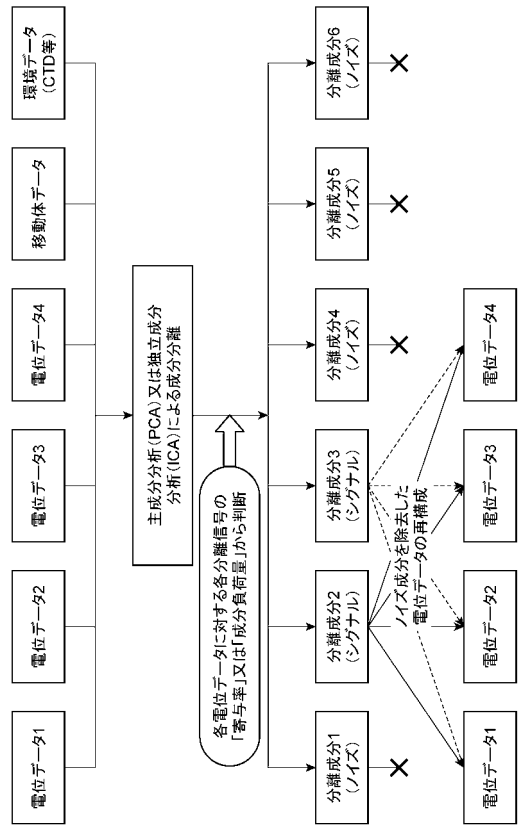 電位データ1
電位データ2
電位データ3
電位データ4
移動体データ
環境データ
(CTD等)
主成分分析(PCA)又は独立成分
分析(ICA)による成分分離
各電位データに対する各分離信号の
「寄与率」又は「成分負荷量」から判断
分離成分1
(ノイズ)
分離成分2
(シグナル)
分離成分3
(シグナル)
分離成分4
(ノイズ)
分離成分5
(ノイズ)
分離成分6
(ノイズ)
ノイズ成分を除去した
電位データの再構成
電位データ1
電位データ2
電位データ3
電位データ4